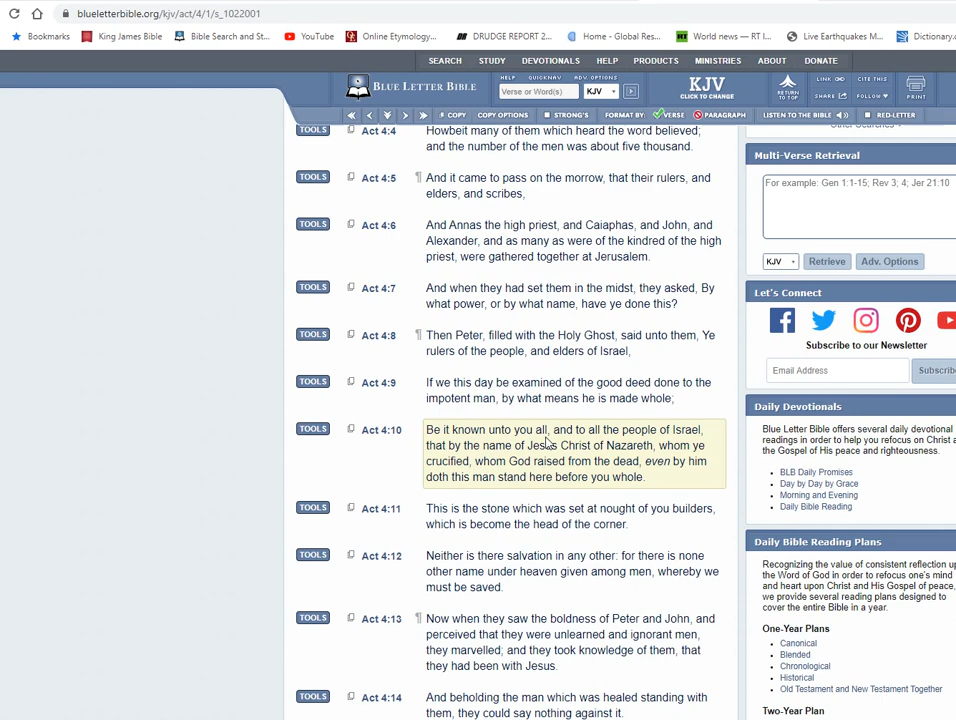 blueletterbible.org/kjv/act/4/1/s_1022001
Bookmarks King James Bible Bible Search and St... YouTube Online Etymology... DRUDGE REPORT 2... Home - Global Res... World news — RT I... Live Earthquakes M... Dictionary.c
SEARCH STUDY DEVOTIONALS HELP PRODUCTS MINISTRIES ABOUT DONATE
BLUE LETTER BIBLE
HELP QUICKNAV ADV. OPTIONS
Verse or Word(s) KJV
KJV
CLICK TO CHANGE
RETURN TO TOP
LINK CITE THIS
SHARE FOLLOW
PRINT
COPY COPY OPTIONS STRONG'S FORMAT BY: VERSE PARAGRAPH LISTEN TO THE BIBLE RED-LETTER
TOOLS Act 4:4 Howbeit many of them which heard the word believed;
and the number of the men was about five thousand.
TOOLS Act 4:5 ¶ And it came to pass on the morrow, that their rulers, and
elders, and scribes,
TOOLS Act 4:6 And Annas the high priest, and Caiaphas, and John, and
Alexander, and as many as were of the kindred of the high
priest, were gathered together at Jerusalem.
TOOLS Act 4:7 And when they had set them in the midst, they asked, By
what power, or by what name, have ye done this?
TOOLS Act 4:8 ¶ Then Peter, filled with the Holy Ghost, said unto them, Ye
rulers of the people, and elders of Israel,
TOOLS Act 4:9 If we this day be examined of the good deed done to the
impotent man, by what means he is made whole;
TOOLS Act 4:10 Be it known unto you all, and to all the people of Israel,
that by the name of Jesus Christ of Nazareth, whom ye
crucified, whom God raised from the dead, even by him
doth this man stand here before you whole.
TOOLS Act 4:11 This is the stone which was set at nought of you builders,
which is become the head of the corner.
TOOLS Act 4:12 Neither is there salvation in any other: for there is none
other name under heaven given among men, whereby we
must be saved.
TOOLS Act 4:13 ¶ Now when they saw the boldness of Peter and John, and
perceived that they were unlearned and ignorant men,
they marvelled; and they took knowledge of them, that
they had been with Jesus.
TOOLS Act 4:14 And beholding the man which was healed standing with
them, they could say nothing against it.
Other Searches
Multi-Verse Retrieval
For example: Gen 1:1-15; Rev 3; 4; Jer 21:10
KJV Retrieve Adv. Options
Let's Connect
Subscribe to our Newsletter
Email Address Subscribe
Daily Devotionals
Blue Letter Bible offers several daily devotional
readings in order to help you refocus on Christ a
the Gospel of His peace and righteousness.
BLB Daily Promises
Day by Day by Grace
Morning and Evening
Daily Bible Reading
Daily Bible Reading Plans
Recognizing the value of consistent reflection up
the Word of God in order to refocus one's mind
and heart upon Christ and His Gospel of peace,
we provide several reading plans designed to
cover the entire Bible in a year.
One-Year Plans
Canonical
Blended
Chronological
Historical
Old Testament and New Testament Together
Two-Year Plan